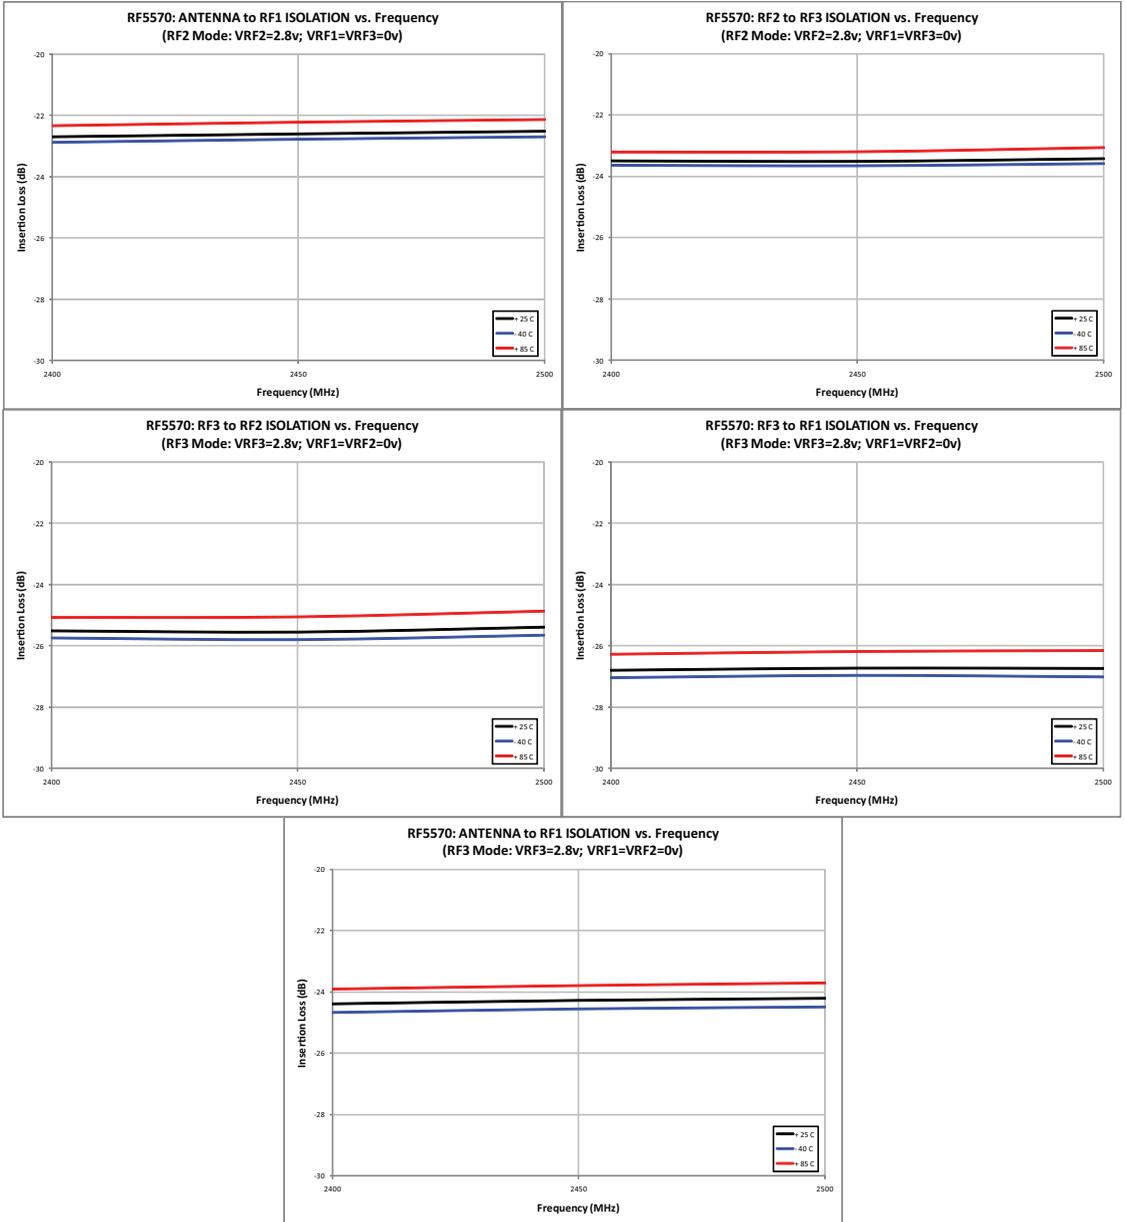 RF5570: ANTENNA to RF1 ISOLATION vs. Frequency
(RF2 Mode: VRF2=2.8v; VRF1=VRF3=0v)
-20
-22
-24
-26
-28
-30
Insertion Loss (dB)
+ 25 C
- 40 C
+ 85 C
2400
2450
2500
Frequency (MHz)
RF5570: RF2 to RF3 ISOLATION vs. Frequency
(RF2 Mode: VRF2=2.8v; VRF1=VRF3=0v)
-20
-22
-24
-26
-28
-30
Insertion Loss (dB)
+ 25 C
- 40 C
+ 85 C
2400
2450
2500
Frequency (MHz)
RF5570: RF3 to RF2 ISOLATION vs. Frequency
(RF3 Mode: VRF3=2.8v; VRF1=VRF2=0v)
-20
-22
-24
-26
-28
-30
Insertion Loss (dB)
+ 25 C
- 40 C
+ 85 C
2400
2450
2500
Frequency (MHz)
RF5570: RF3 to RF1 ISOLATION vs. Frequency
(RF3 Mode: VRF3=2.8v; VRF1=VRF2=0v)
-20
-22
-24
-26
-28
-30
Insertion Loss (dB)
+ 25 C
- 40 C
+ 85 C
2400
2450
2500
Frequency (MHz)
RF5570: ANTENNA to RF1 ISOLATION vs. Frequency
(RF3 Mode: VRF3=2.8v; VRF1=VRF2=0v)
-20
-22
-24
-26
-28
-30
Insertion Loss (dB)
+ 25 C
- 40 C
+ 85 C
2400
2450
2500
Frequency (MHz)